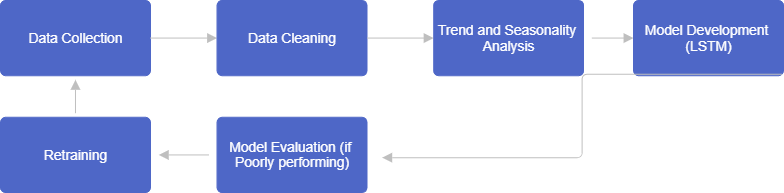 Data Collection
Data Cleaning
Trend and Seasonality
Analysis
Model Development
(LSTM)
Retraining
Model Evaluation (if
Poorly performing)